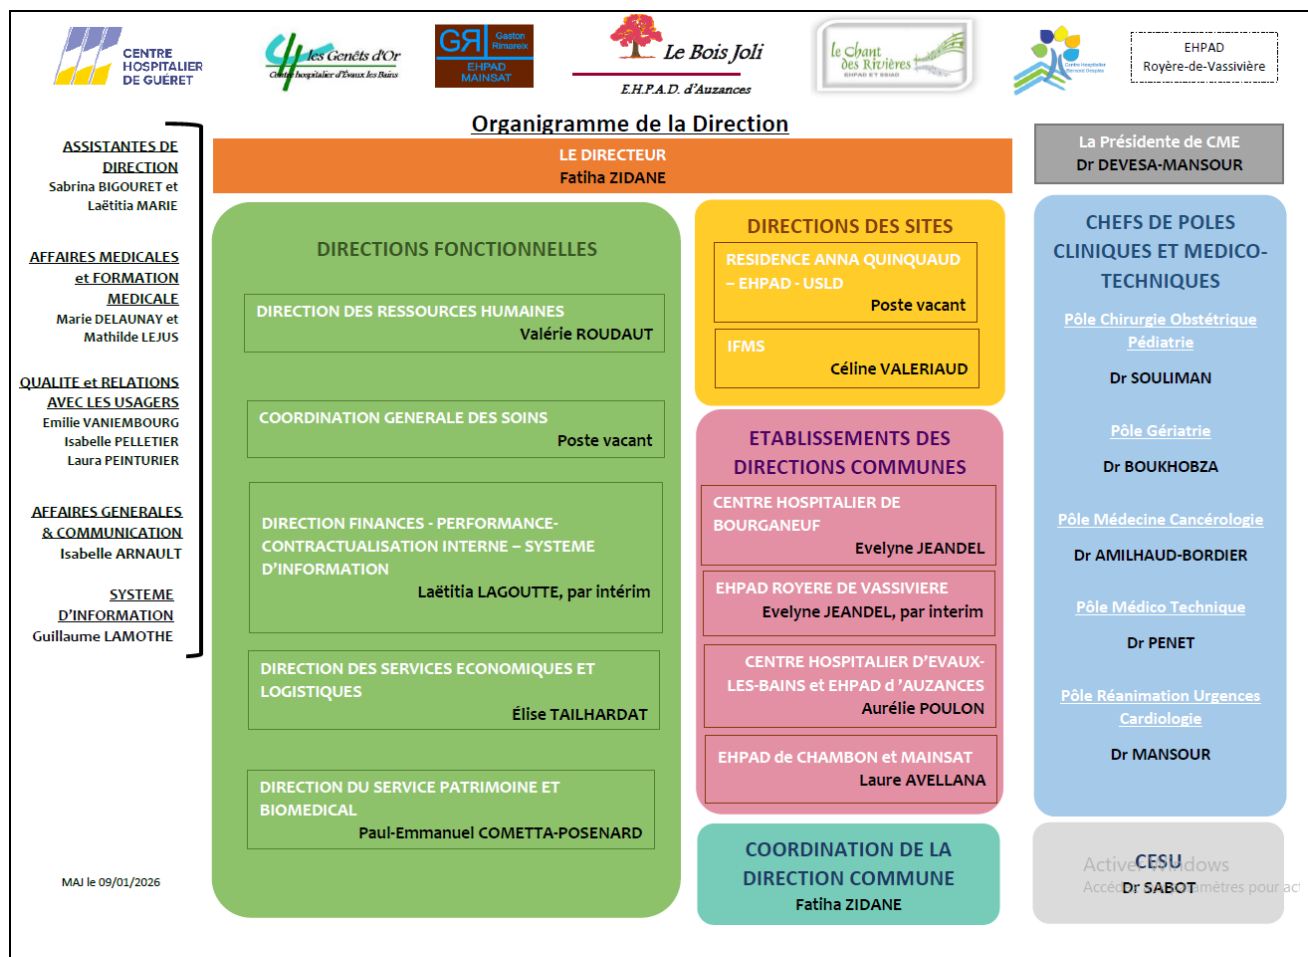 CENTRE
HOSPITALIER
DE GUÉRET
les Genêts d'Or
Centre hospitalier d'Evaux les Bains
GRI
Gaston
Rimareix
EHPAD
MAINSAT
Le Bois Joli
E.H.P.A.D. d'Auzances
le Chant
des Rivières
EHPAD ET SSIAD
Centre Hospitalier
Bernard Desplas
EHPAD
Royère-de-Vassivière
Organigramme de la Direction
LE DIRECTEUR
Fatiha ZIDANE
La Présidente de CME
Dr DEVESA-MANSOUR
ASSISTANTES DE
DIRECTION
Sabrina BIGOURET et
Laëtitia MARIE
AFFAIRES MEDICALES
et FORMATION
MEDICALE
Marie DELAUNAY et
Mathilde LEJUS
QUALITE et RELATIONS
AVEC LES USAGERS
Emilie VANIEMBOURG
Isabelle PELLETIER
Laura PEINTURIER
AFFAIRES GENERALES
& COMMUNICATION
Isabelle ARNAULT
SYSTEME
D'INFORMATION
Guillaume LAMOTHE
MAJ le 09/01/2026
DIRECTIONS FONCTIONNELLES
DIRECTION DES RESSOURCES HUMAINES
Valérie ROUDAUT
COORDINATION GENERALE DES SOINS
Poste vacant
DIRECTION FINANCES - PERFORMANCE-
CONTRACTUALISATION INTERNE – SYSTEME
D'INFORMATION
Laëtitia LAGOUTTE, par intérim
DIRECTION DES SERVICES ECONOMIQUES ET
LOGISTIQUES
Élise TAILHARDAT
DIRECTION DU SERVICE PATRIMOINE ET
BIOMEDICAL
Paul-Emmanuel COMETTA-POSENARD
DIRECTIONS DES SITES
RESIDENCE ANNA QUINQUAUD
– EHPAD - USLD
Poste vacant
IFMS
Céline VALERIAUD
ETABLISSEMENTS DES
DIRECTIONS COMMUNES
CENTRE HOSPITALIER DE
BOURGANEUF
Evelyne JEANDEL
EHPAD ROYERE DE VASSIVIERE
Evelyne JEANDEL, par interim
CENTRE HOSPITALIER D'EVAUX-
LES-BAINS et EHPAD d 'AUZANCES
Aurélie POULON
EHPAD de CHAMBON et MAINSAT
Laure AVELLANA
COORDINATION DE LA
DIRECTION COMMUNE
Fatiha ZIDANE
CHEFS DE POLES
CLINIQUES ET MEDICO-
TECHNIQUES
Pôle Chirurgie Obstétrique
Pédiatrie
Dr SOULIMAN
Pôle Gériatrie
Dr BOUKHOBZA
Pôle Médecine Cancérologie
Dr AMILHAUD-BORDIER
Pôle Médico Technique
Dr PENET
Pôle Réanimation Urgences
Cardiologie
Dr MANSOUR
CESU
Dr SABOT
Activer Windows